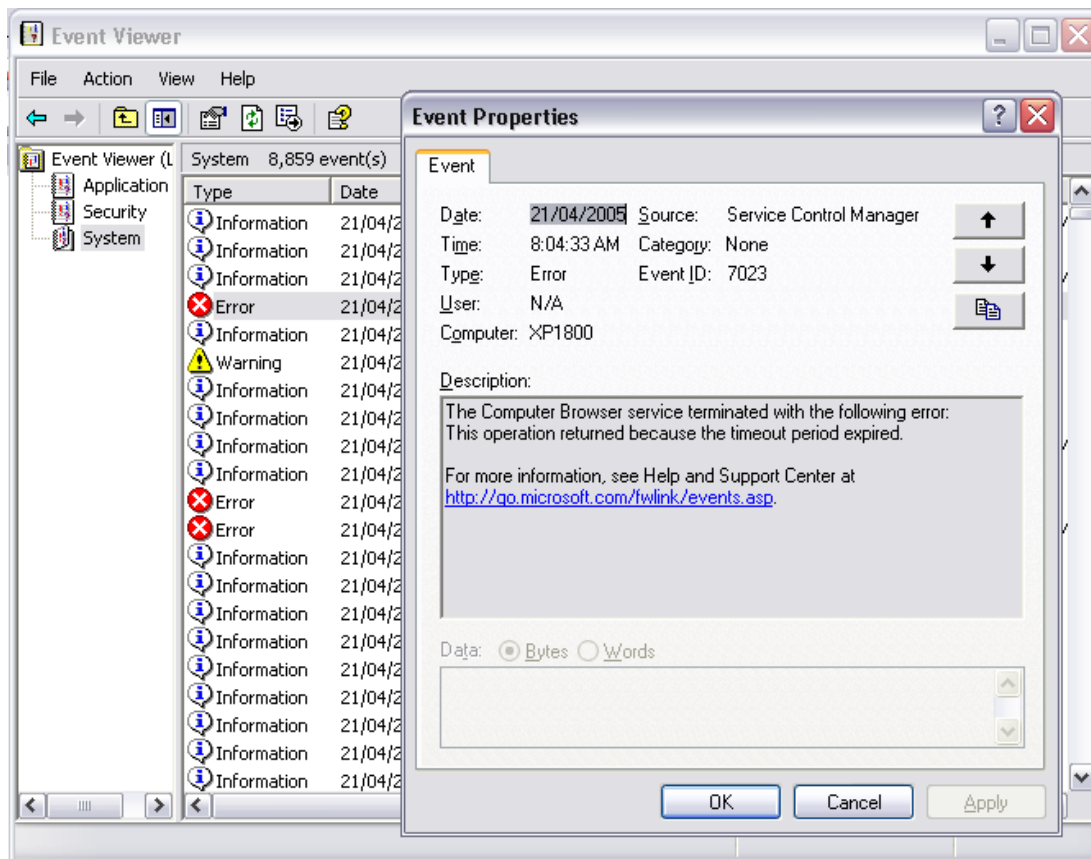 Event Viewer
File Action View Help
Event Viewer (L
Application
Security
System
System 8,859 event(s)
Type Date
Information 21/04/2
Information 21/04/2
Information 21/04/2
Error 21/04/2
Information 21/04/2
Warning 21/04/2
Information 21/04/2
Information 21/04/2
Information 21/04/2
Information 21/04/2
Error 21/04/2
Error 21/04/2
Information 21/04/2
Information 21/04/2
Information 21/04/2
Information 21/04/2
Information 21/04/2
Information 21/04/2
Information 21/04/2
Information 21/04/2
Information 21/04/2
Event Properties
Event
Date: 21/04/2005 Source: Service Control Manager
Time: 8:04:33 AM Category: None
Type: Error Event ID: 7023
User: N/A
Computer: XP1800
Description:
The Computer Browser service terminated with the following error:
This operation returned because the timeout period expired.
For more information, see Help and Support Center at
http://go.microsoft.com/fwlink/events.asp.
Data: Bytes Words
OK Cancel Apply